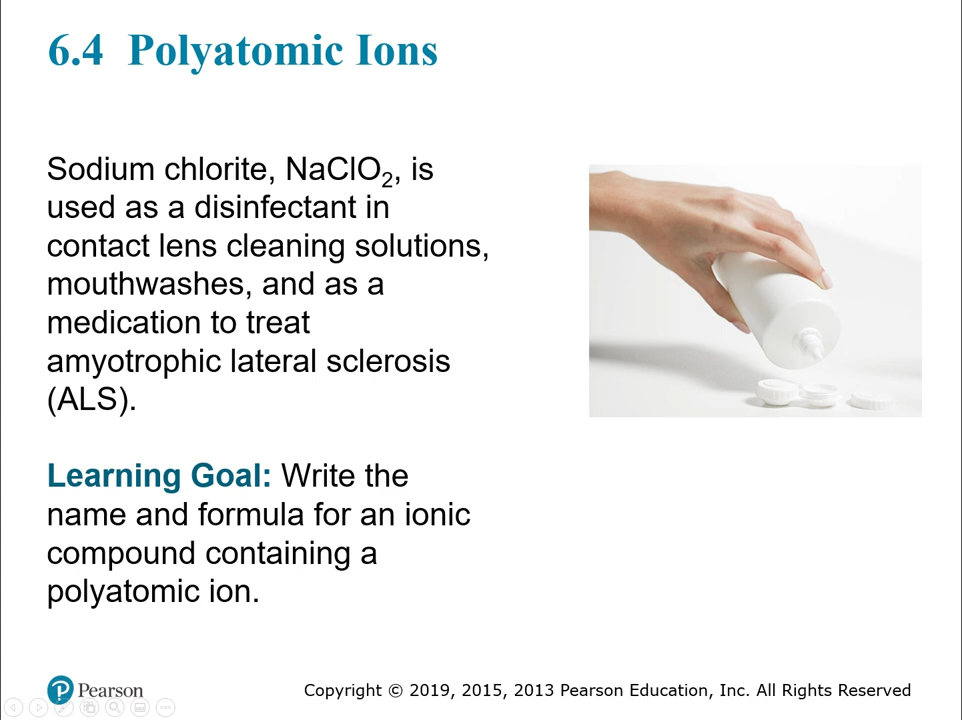 6.4 Polyatomic Ions
Sodium chlorite, NaClO₂, is
used as a disinfectant in
contact lens cleaning solutions,
mouthwashes, and as a
medication to treat
amyotrophic lateral sclerosis
(ALS).
Learning Goal: Write the
name and formula for an ionic
compound containing a
polyatomic ion.
Pearson
Copyright © 2019, 2015, 2013 Pearson Education, Inc. All Rights Reserved